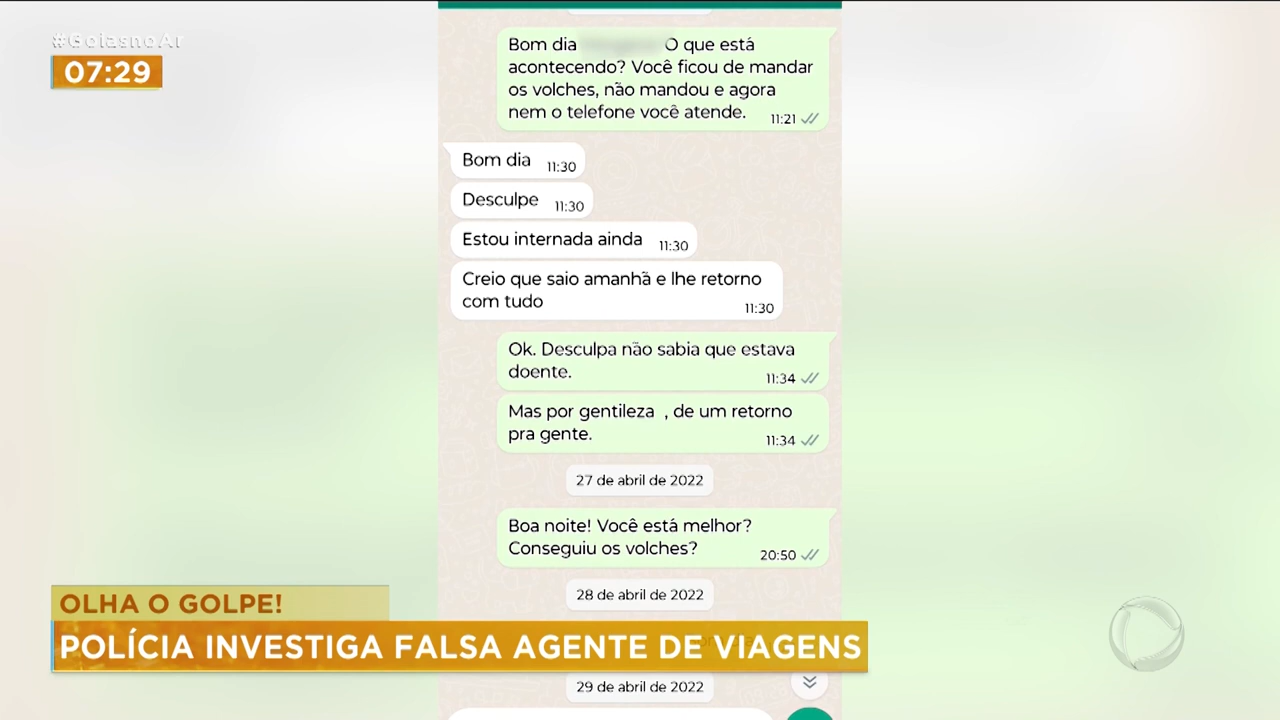 #GoiásnoAr
07:29
Bom dia O que está
acontecendo? Você ficou de mandar
os volches, não mandou e agora
nem o telefone você atende.
11:21
Bom dia 11:30
Desculpe 11:30
Estou internada ainda 11:30
Creio que saio amanhã e lhe retorno
com tudo
11:30
Ok. Desculpa não sabia que estava
doente.
11:34
Mas por gentileza , de um retorno
pra gente.
11:34
27 de abril de 2022
Boa noite! Você está melhor?
Conseguiu os volches?
20:50
28 de abril de 2022
29 de abril de 2022
OLHA O GOLPE!
POLÍCIA INVESTIGA FALSA AGENTE DE VIAGENS